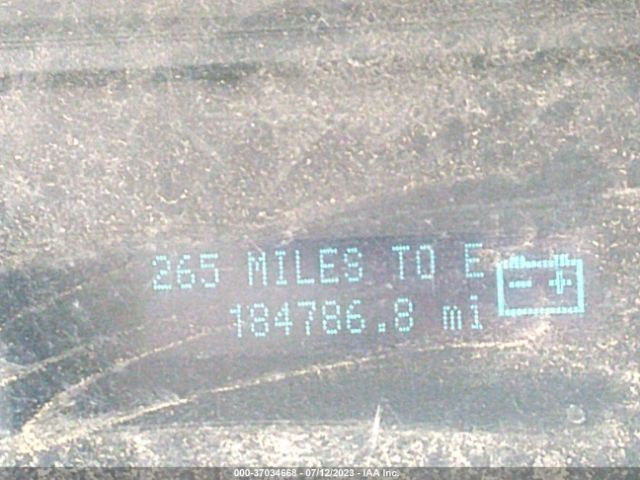 265 MILES TO E
184786.8 mi
000-37034668 - 07/12/2023 - IAA Inc.